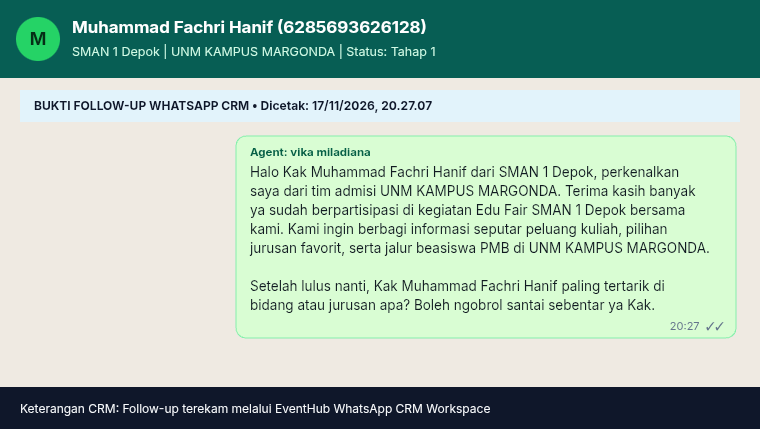 M
Muhammad Fachri Hanif (6285693626128)
SMAN 1 Depok | UNM KAMPUS MARGONDA | Status: Tahap 1
BUKTI FOLLOW-UP WHATSAPP CRM • Dicetak: 17/11/2026, 20.27.07
Agent: vika miladiana
Halo Kak Muhammad Fachri Hanif dari SMAN 1 Depok, perkenalkan
saya dari tim admisi UNM KAMPUS MARGONDA. Terima kasih banyak
ya sudah berpartisipasi di kegiatan Edu Fair SMAN 1 Depok bersama
kami. Kami ingin berbagi informasi seputar peluang kuliah, pilihan
jurusan favorit, serta jalur beasiswa PMB di UNM KAMPUS MARGONDA.
Setelah lulus nanti, Kak Muhammad Fachri Hanif paling tertarik di
bidang atau jurusan apa? Boleh ngobrol santai sebentar ya Kak.
20:27 ✓✓
Keterangan CRM: Follow-up terekam melalui EventHub WhatsApp CRM Workspace